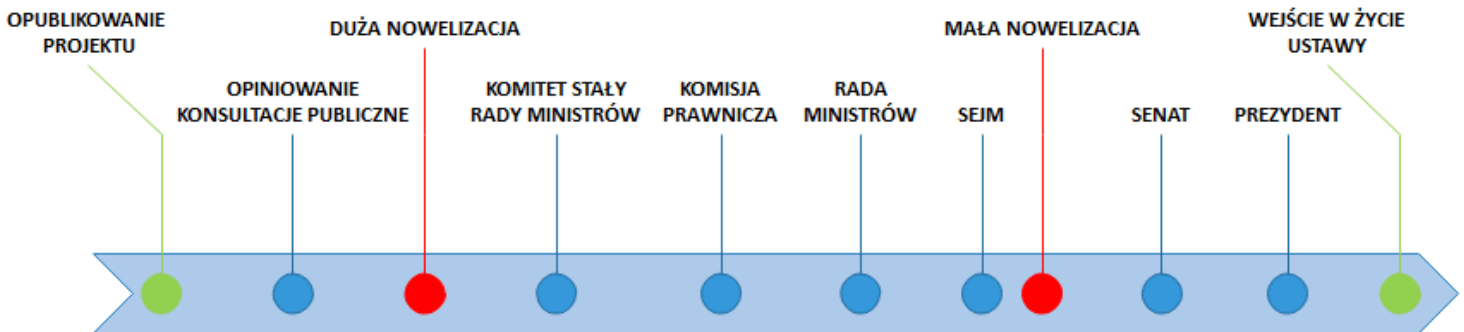 OPUBLIKOWANIE
PROJEKTU
OPINIOWANIE
KONSULTACJE PUBLICZNE
DUŻA NOWELIZACJA
KOMITET STAŁY
RADY MINISTRÓW
KOMISJA
PRAWNICZA
RADA
MINISTRÓW
SEJM
MAŁA NOWELIZACJA
SENAT
PREZYDENT
WEJŚCIE W ŻYCIE
USTAWY